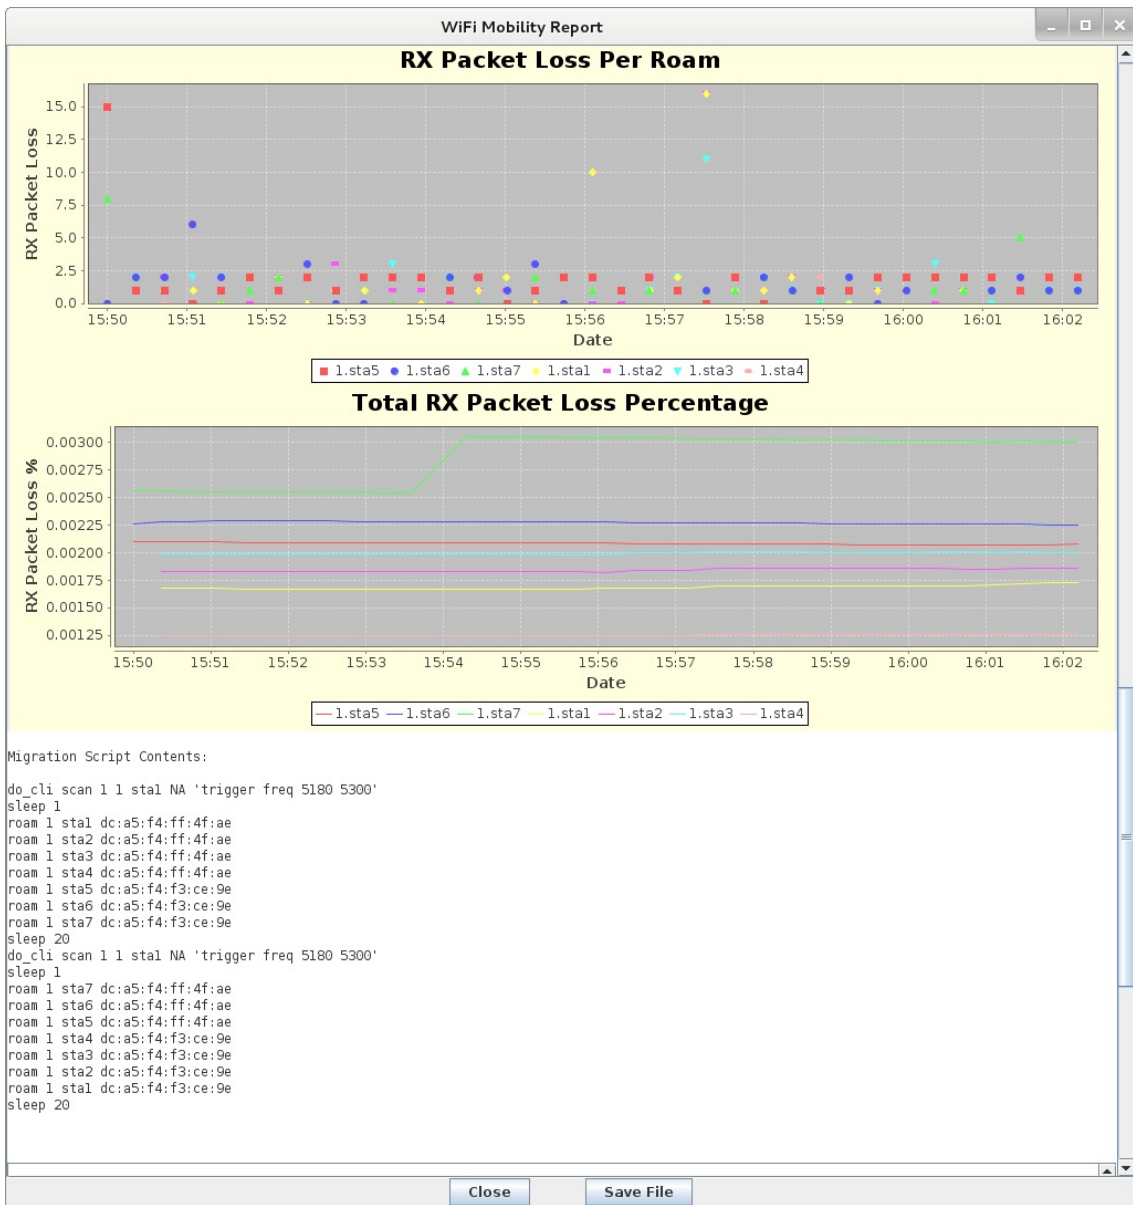 WiFi Mobility Report
RX Packet Loss Per Roam
RX Packet Loss
15.0
12.5
10.0
7.5
5.0
2.5
0.0
15:50 15:51 15:52 15:53 15:54 15:55 15:56 15:57 15:58 15:59 16:00 16:01 16:02
Date
1.sta5 1.sta6 1.sta7 1.sta1 1.sta2 1.sta3 1.sta4
Total RX Packet Loss Percentage
RX Packet Loss %
0.00300
0.00275
0.00250
0.00225
0.00200
0.00175
0.00150
0.00125
15:50 15:51 15:52 15:53 15:54 15:55 15:56 15:57 15:58 15:59 16:00 16:01 16:02
Date
1.sta5 1.sta6 1.sta7 1.sta1 1.sta2 1.sta3 1.sta4
Migration Script Contents:
do_cli scan 1 1 sta1 NA 'trigger freq 5180 5300'
sleep 1
roam 1 sta1 dc:a5:f4:ff:4f:ae
roam 1 sta2 dc:a5:f4:ff:4f:ae
roam 1 sta3 dc:a5:f4:ff:4f:ae
roam 1 sta4 dc:a5:f4:ff:4f:ae
roam 1 sta5 dc:a5:f4:f3:ce:9e
roam 1 sta6 dc:a5:f4:f3:ce:9e
roam 1 sta7 dc:a5:f4:f3:ce:9e
sleep 20
do_cli scan 1 1 sta1 NA 'trigger freq 5180 5300'
sleep 1
roam 1 sta7 dc:a5:f4:ff:4f:ae
roam 1 sta6 dc:a5:f4:ff:4f:ae
roam 1 sta5 dc:a5:f4:ff:4f:ae
roam 1 sta4 dc:a5:f4:f3:ce:9e
roam 1 sta3 dc:a5:f4:f3:ce:9e
roam 1 sta2 dc:a5:f4:f3:ce:9e
roam 1 sta1 dc:a5:f4:f3:ce:9e
sleep 20
Close Save File